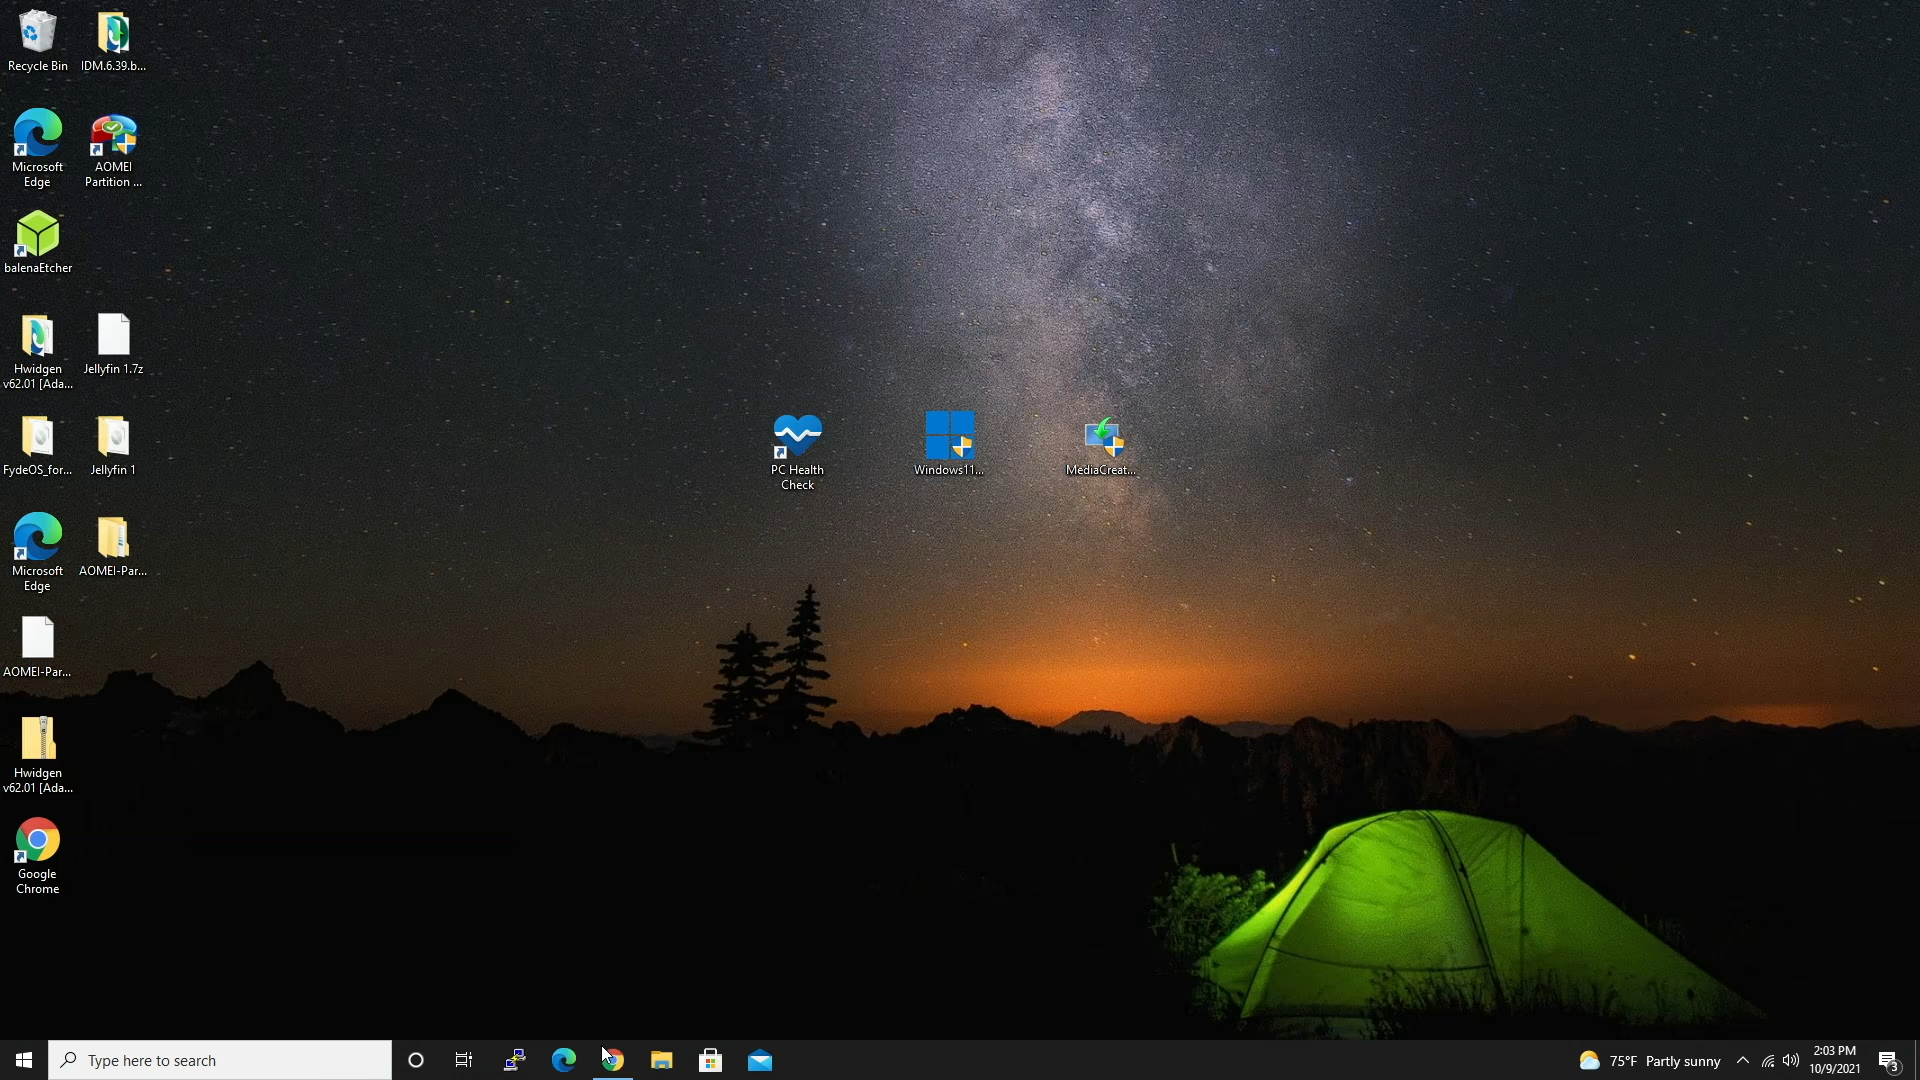 Recycle Bin
IDM.6.39.b...
Microsoft
Edge
AOMEI
Partition ...
balenaEtcher
Hwidgen
v62.01 [Ada...
Jellyfin 1.7z
FydeOS_for...
Jellyfin 1
Microsoft
Edge
AOMEI-Par...
AOMEI-Par...
Hwidgen
v62.01 [Ada...
Google
Chrome
PC Health
Check
Windows11...
MediaCreat...
Type here to search
75°F Partly sunny
2:03 PM
10/9/2021
3